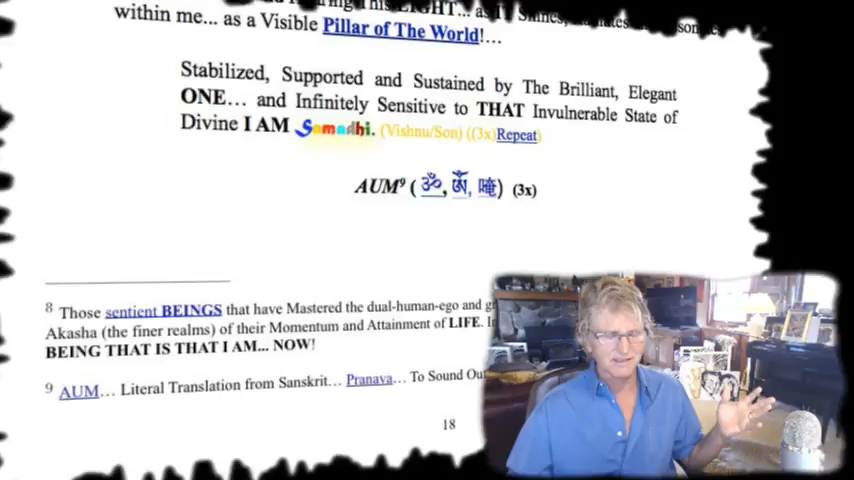 LIGHT... as
within me... as a Visible Pillar of The World!...
Stabilized, Supported and Sustained by The Brilliant, Elegant
ONE... and Infinitely Sensitive to THAT Invulnerable State of
Divine I AM Samadhi. (Vishnu/Son) ((3x)Repeat)
AUM⁹ (ॐ, ༀ, 唵) (3x)
8 Those sentient BEINGS that have Mastered the dual-human-ego and
Akasha (the finer realms) of their Momentum and Attainment of LIFE.
BEING THAT IS THAT I AM... NOW!
9 AUM... Literal Translation from Sanskrit... Pranava... To Sound
18